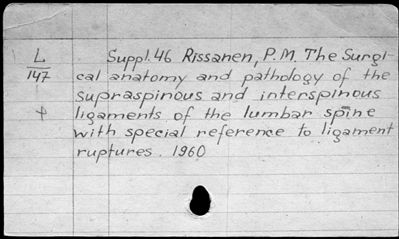 L
147
+
Suppl. 46 Rissanen, P.M. The Surgi-
cal anatomy and pathology of the
supraspinous and interspinous
ligaments of the lumbar spine
with special reference to ligament
ruptures. 1960